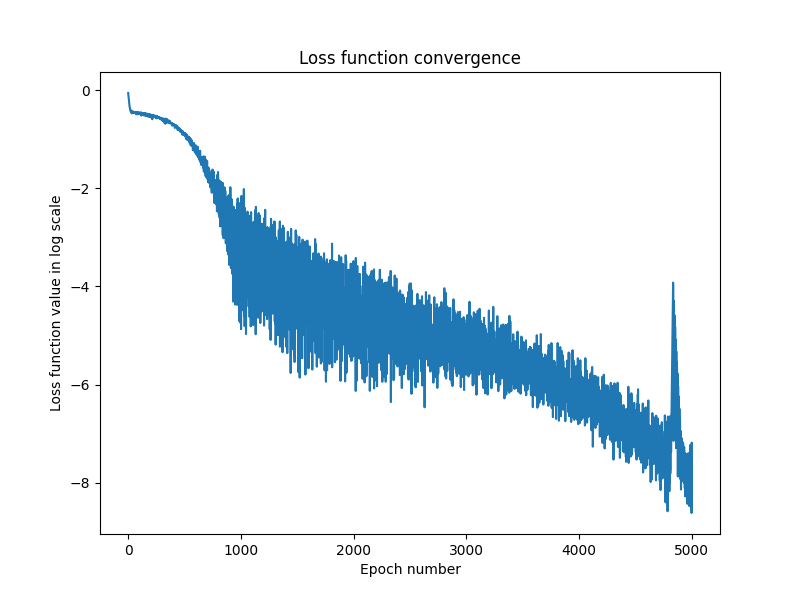 Loss function convergence
Loss function value in log scale
0
−2
−4
−6
−8
0 1000 2000 3000 4000 5000
Epoch number